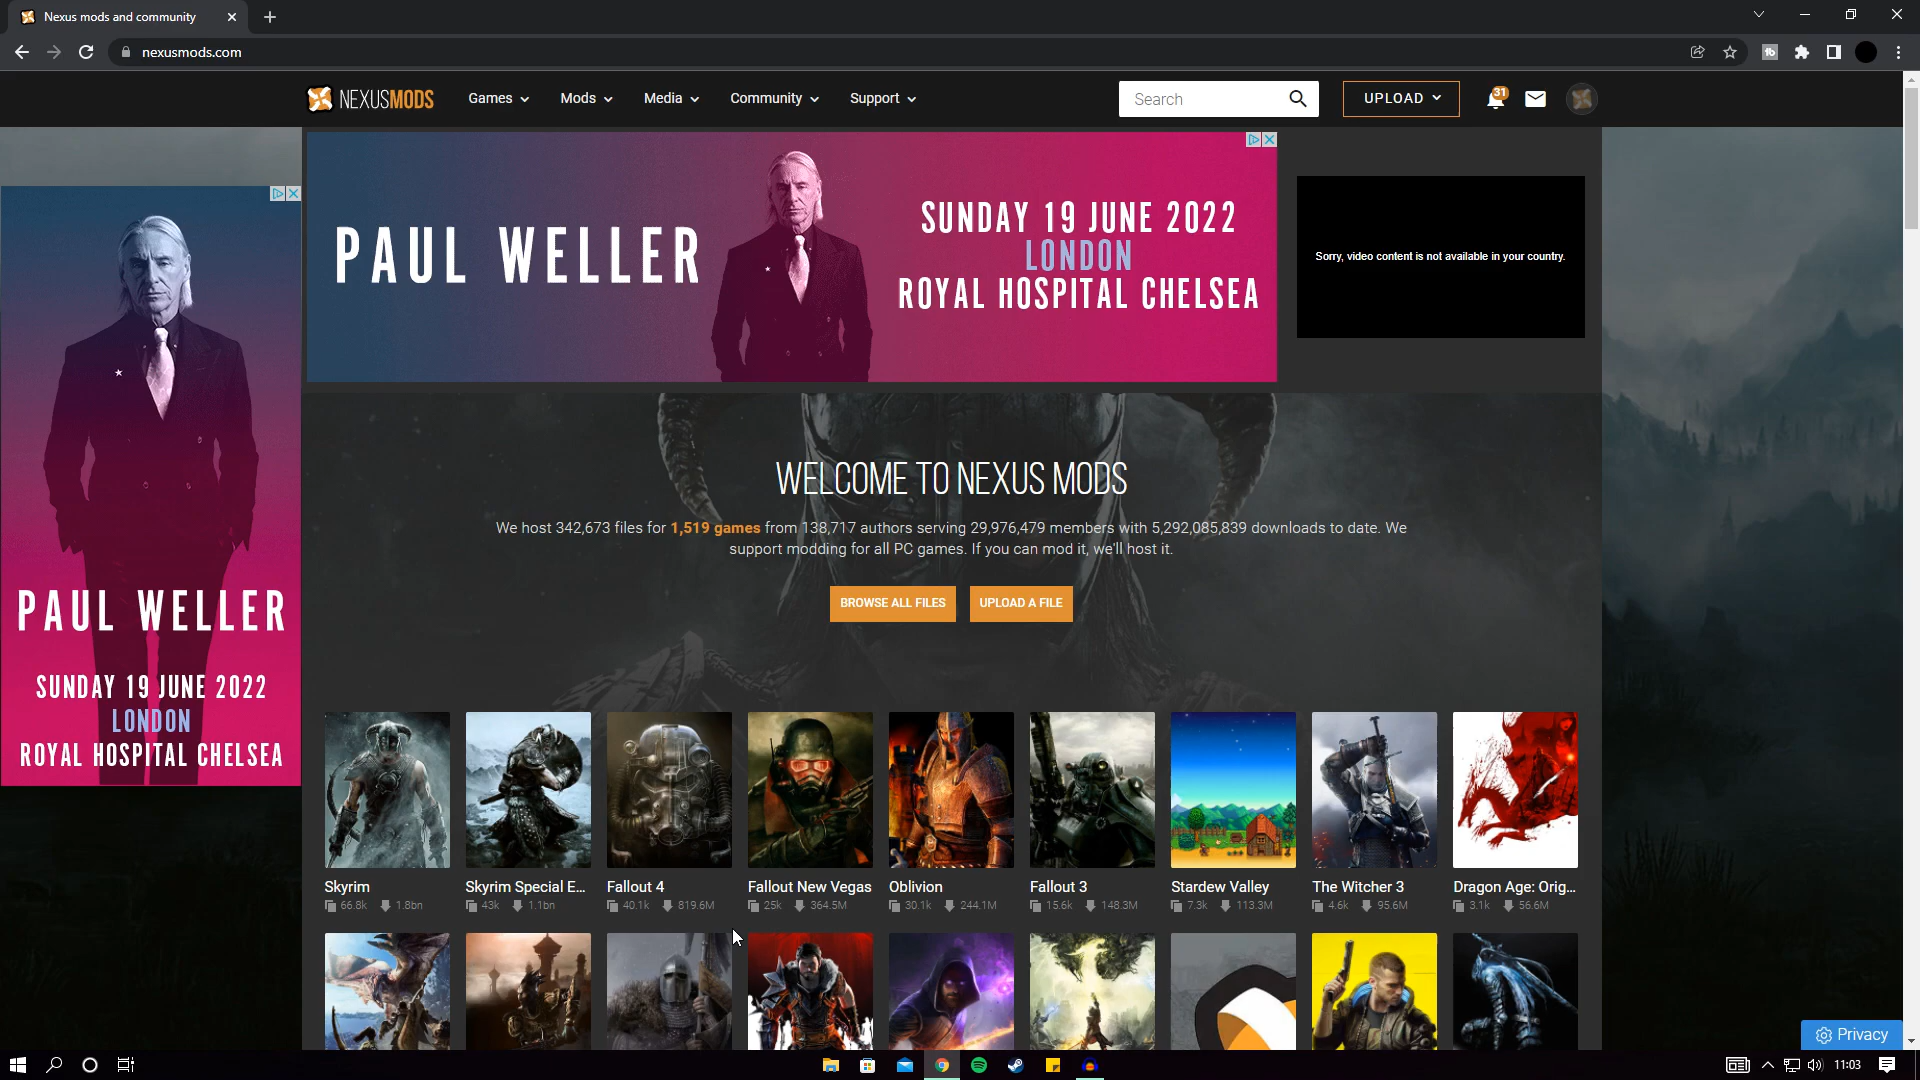 Nexus mods and community
nexusmods.com
NEXUSMODS
Games
Mods
Media
Community
Support
Search
UPLOAD
31
PAUL WELLER
SUNDAY 19 JUNE 2022
LONDON
ROYAL HOSPITAL CHELSEA
Sorry, video content is not available in your country.
PAUL WELLER
SUNDAY 19 JUNE 2022
LONDON
ROYAL HOSPITAL CHELSEA
WELCOME TO NEXUS MODS
We host 342,673 files for 1,519 games from 138,717 authors serving 29,976,479 members with 5,292,085,839 downloads to date. We
support modding for all PC games. If you can mod it, we'll host it.
BROWSE ALL FILES
UPLOAD A FILE
Skyrim
66.8k 1.8bn
Skyrim Special E...
43k 1.1bn
Fallout 4
40.1k 819.6M
Fallout New Vegas
25k 364.5M
Oblivion
30.1k 244.1M
Fallout 3
15.6k 148.3M
Stardew Valley
7.3k 113.3M
The Witcher 3
4.6k 95.6M
Dragon Age: Orig...
3.1k 56.6M
Privacy
11:03